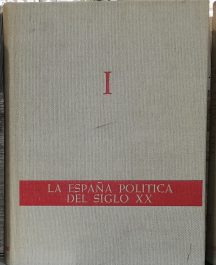 I
LA ESPAÑA POLITICA
DEL SIGLO XX